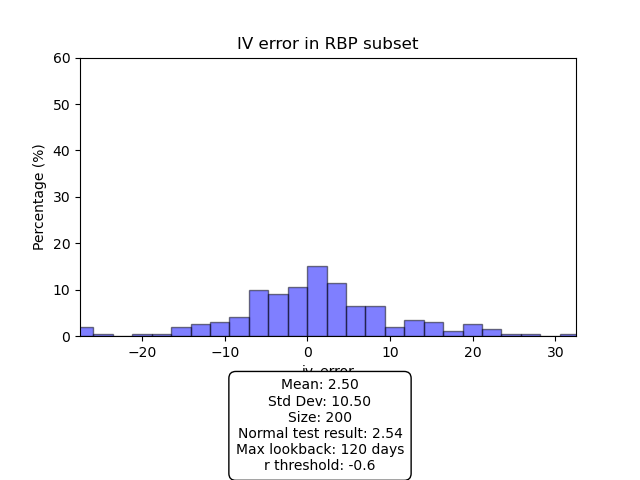 IV error in RBP subset
60
50
40
30
20
10
0
Percentage (%)
−20
−10
0
10
20
30
iv_error
Mean: 2.50
Std Dev: 10.50
Size: 200
Normal test result: 2.54
Max lookback: 120 days
r threshold: -0.6